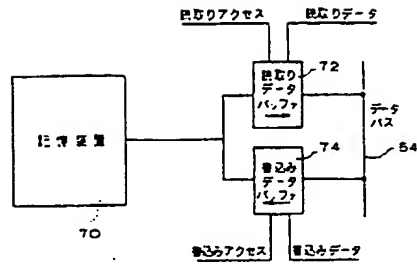 読取りアクセス 読取りデータ
読取り
データ
バッファ
72
記憶装置
70
データ
バス
54
書込み
データ
バッファ
74
書込みアクセス 書込みデータ